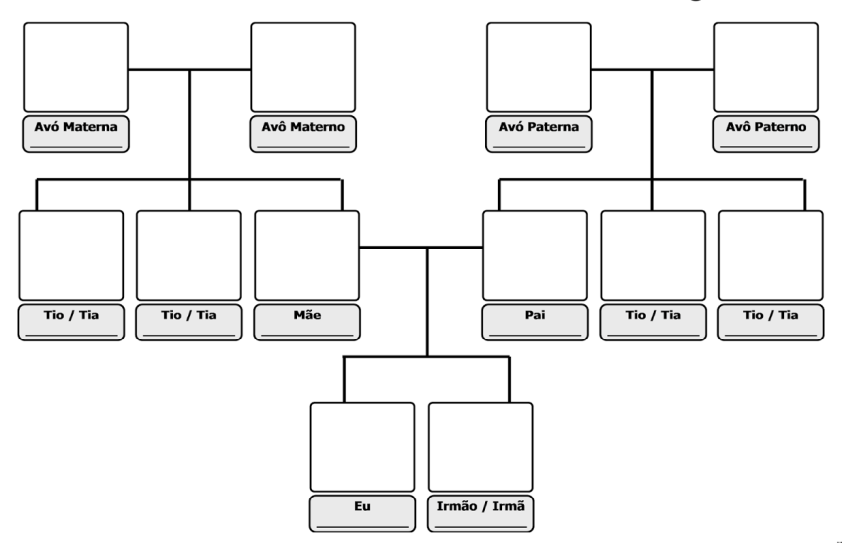 Avó Materna
Avô Materno
Avó Paterna
Avô Paterno
Tio / Tia
Tio / Tia
Mãe
Pai
Tio / Tia
Tio / Tia
Eu
Irmão / Irmã